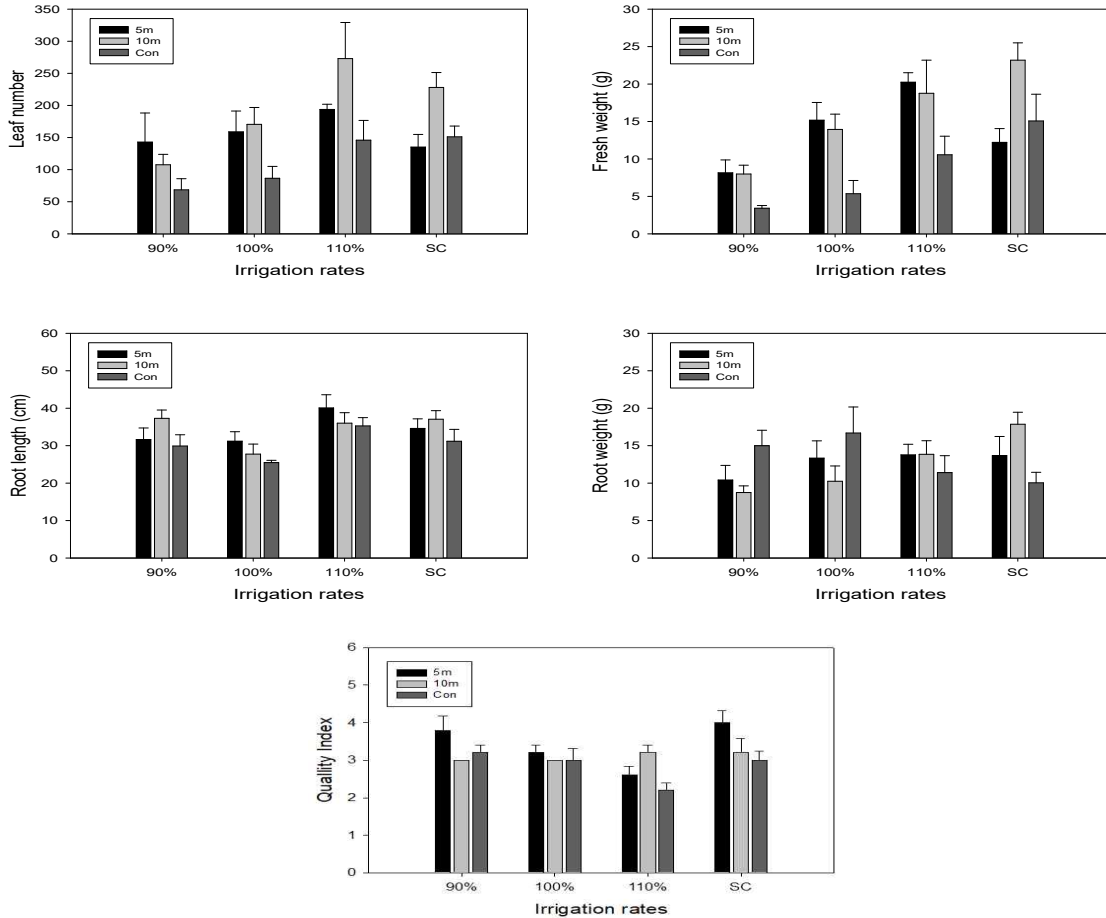 350
300
250
200
150
100
50
0
Leaf number
5m
10m
Con
90% 100% 110% SC
Irrigation rates
30
25
20
15
10
5
0
Fresh weight (g)
5m
10m
Con
90% 100% 110% SC
Irrigation rates
60
50
40
30
20
10
0
Root length (cm)
5m
10m
Con
90% 100% 110% SC
Irrigation rates
30
25
20
15
10
5
0
Root weight (g)
5m
10m
Con
90% 100% 110% SC
Irrigation rates
6
5
4
3
2
1
0
Quallity Index
5m
10m
Con
90% 100% 110% SC
Irrigation rates